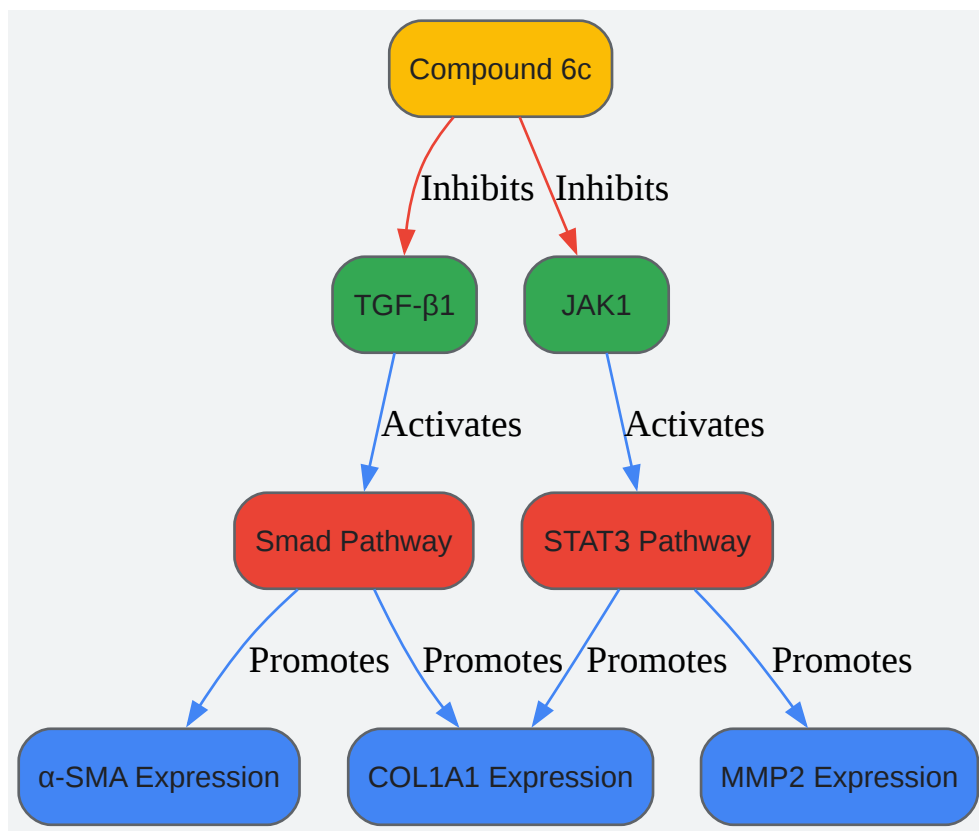 Compound 6c
Inhibits
Inhibits
TGF-β1
JAK1
Activates
Activates
Smad Pathway
STAT3 Pathway
Promotes
Promotes
Promotes
Promotes
α-SMA Expression
COL1A1 Expression
MMP2 Expression